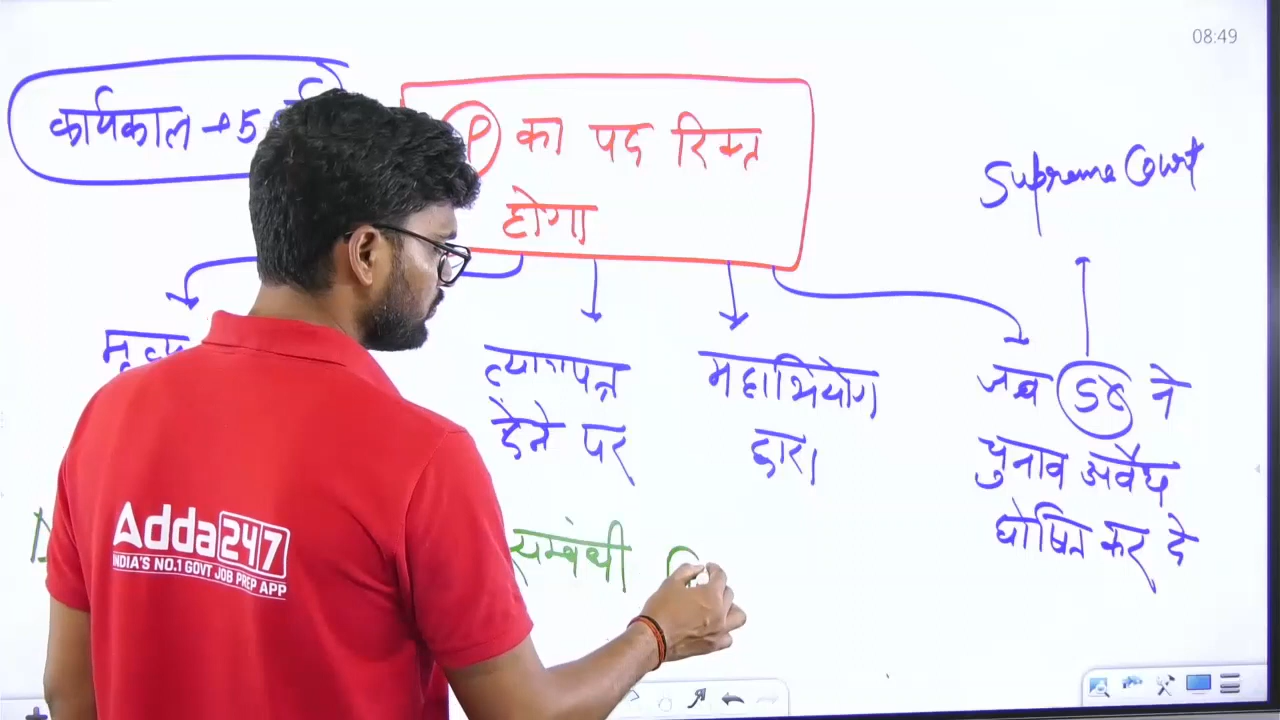 08:49
कार्यकाल → 5
P का पद रिक्त
होगा
Supreme Court
त्यागपत्र
देने पर
महाभियोग
द्वारा
जब SC ने
चुनाव अवैध
घोषित कर दे
सम्बंधी
Adda247
INDIA'S NO.1 GOVT JOB PREP APP